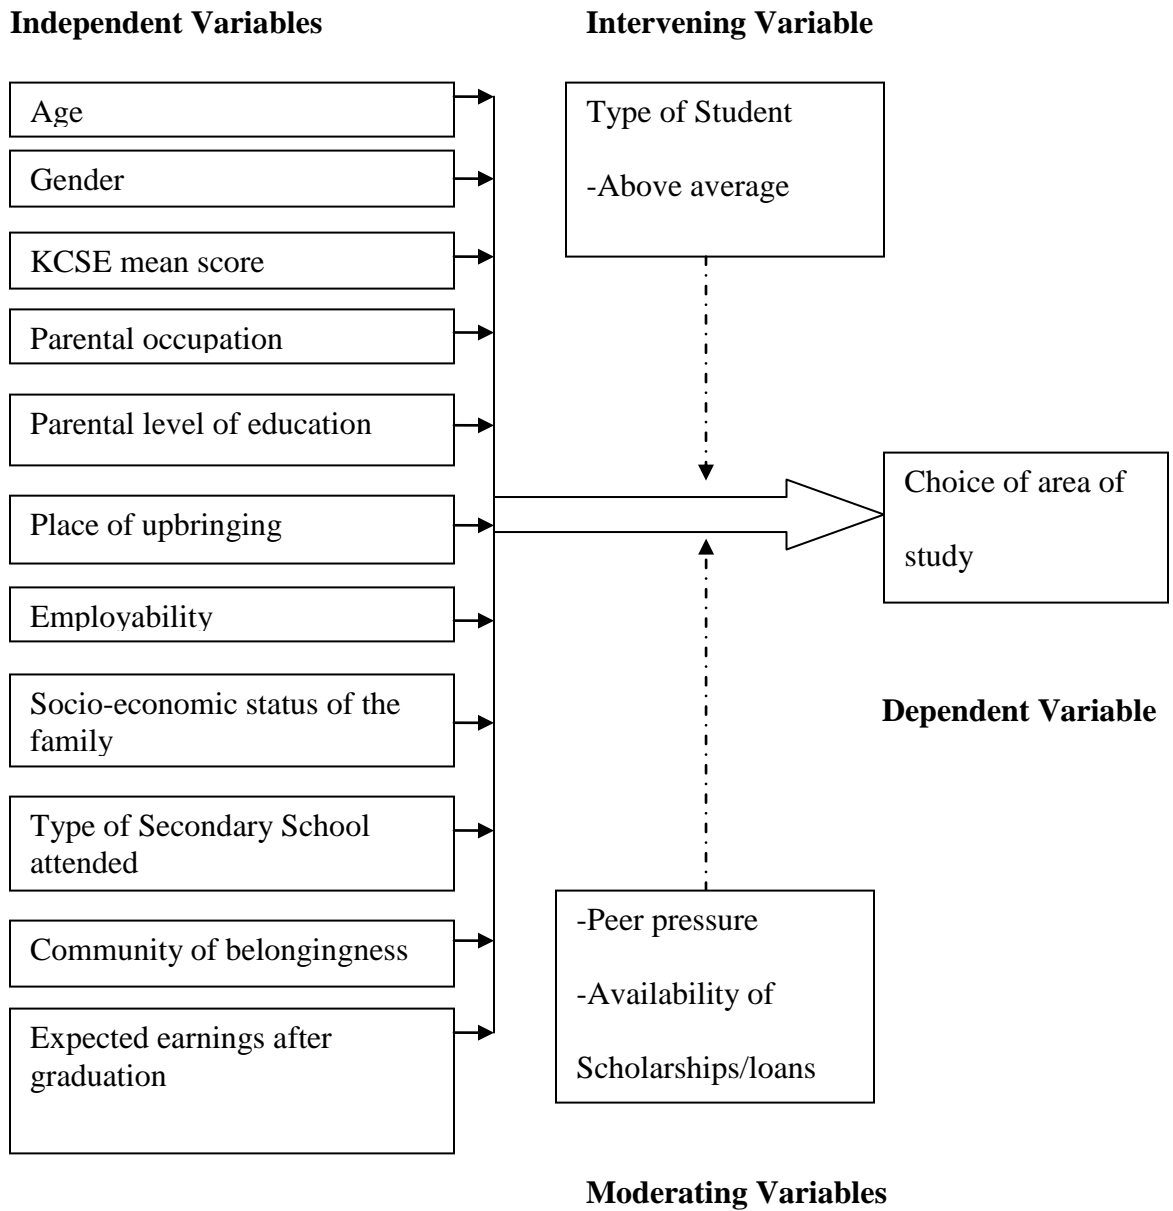 Independent Variables
Age
Gender
KCSE mean score
Parental occupation
Parental level of education
Place of upbringing
Employability
Socio-economic status of the
family
Type of Secondary School
attended
Community of belongingness
Expected earnings after
graduation
Intervening Variable
Type of Student
-Above average
Choice of area of
study
Dependent Variable
-Peer pressure
-Availability of
Scholarships/loans
Moderating Variables